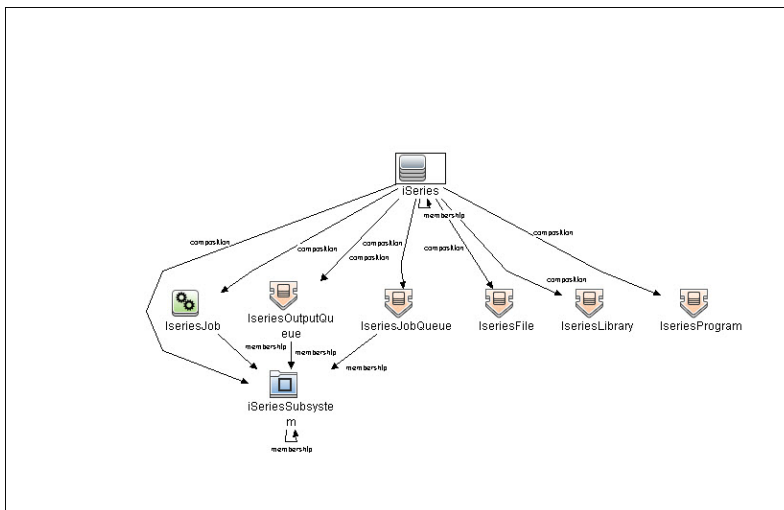 iSeries
membership
composition
composition
composition
composition
composition
composition
composition
IseriesJob
IseriesOutputQu
eue
IseriesJobQueue
IseriesFile
IseriesLibrary
IseriesProgram
membership
membership
membership
iSeriesSubsyste
m
membership